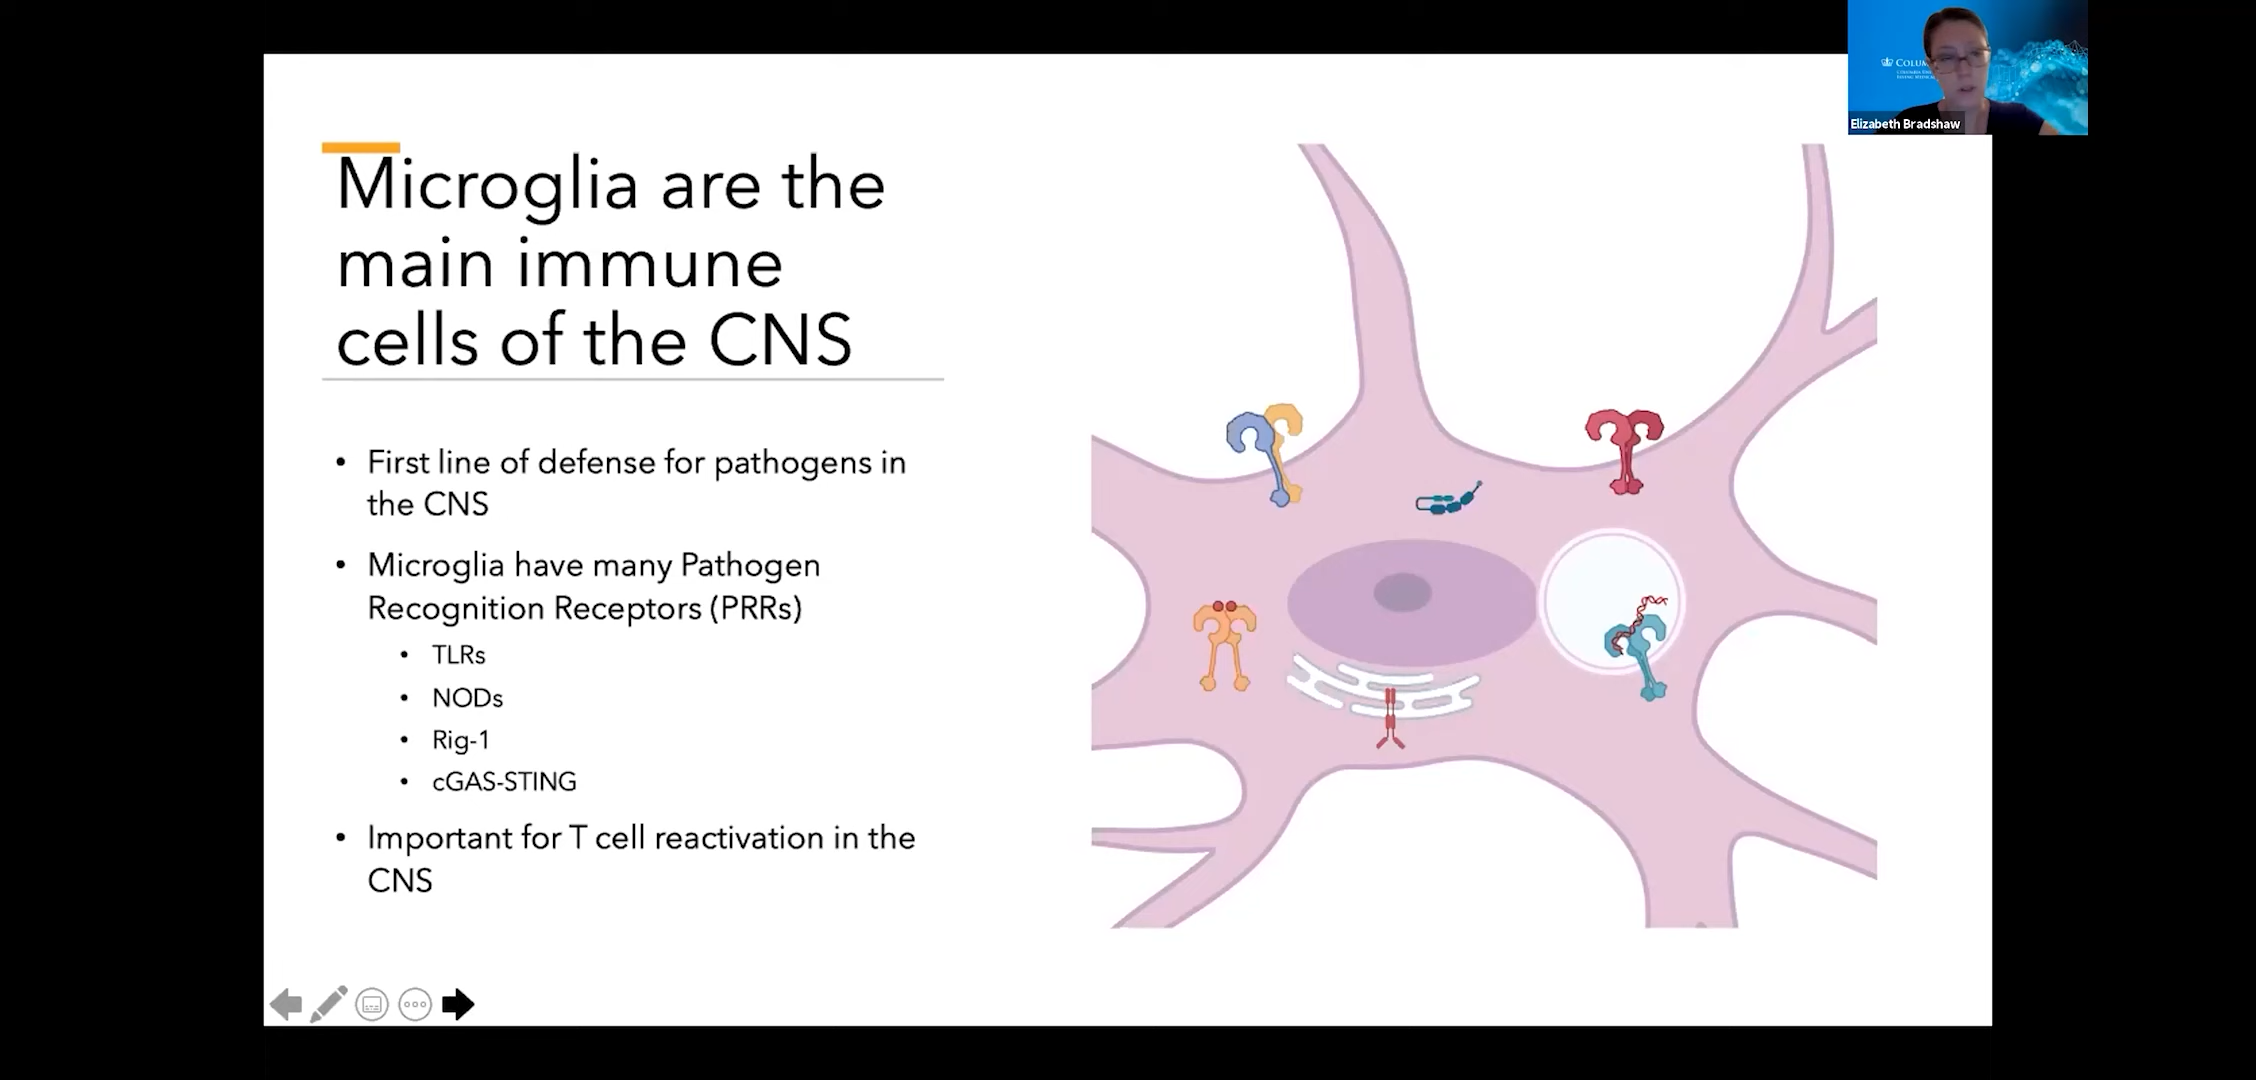 Elizabeth Bradshaw
Microglia are the
main immune
cells of the CNS
• First line of defense for pathogens in
the CNS
• Microglia have many Pathogen
Recognition Receptors (PRRs)
• TLRs
• NODs
• Rig-1
• cGAS-STING
• Important for T cell reactivation in the
CNS